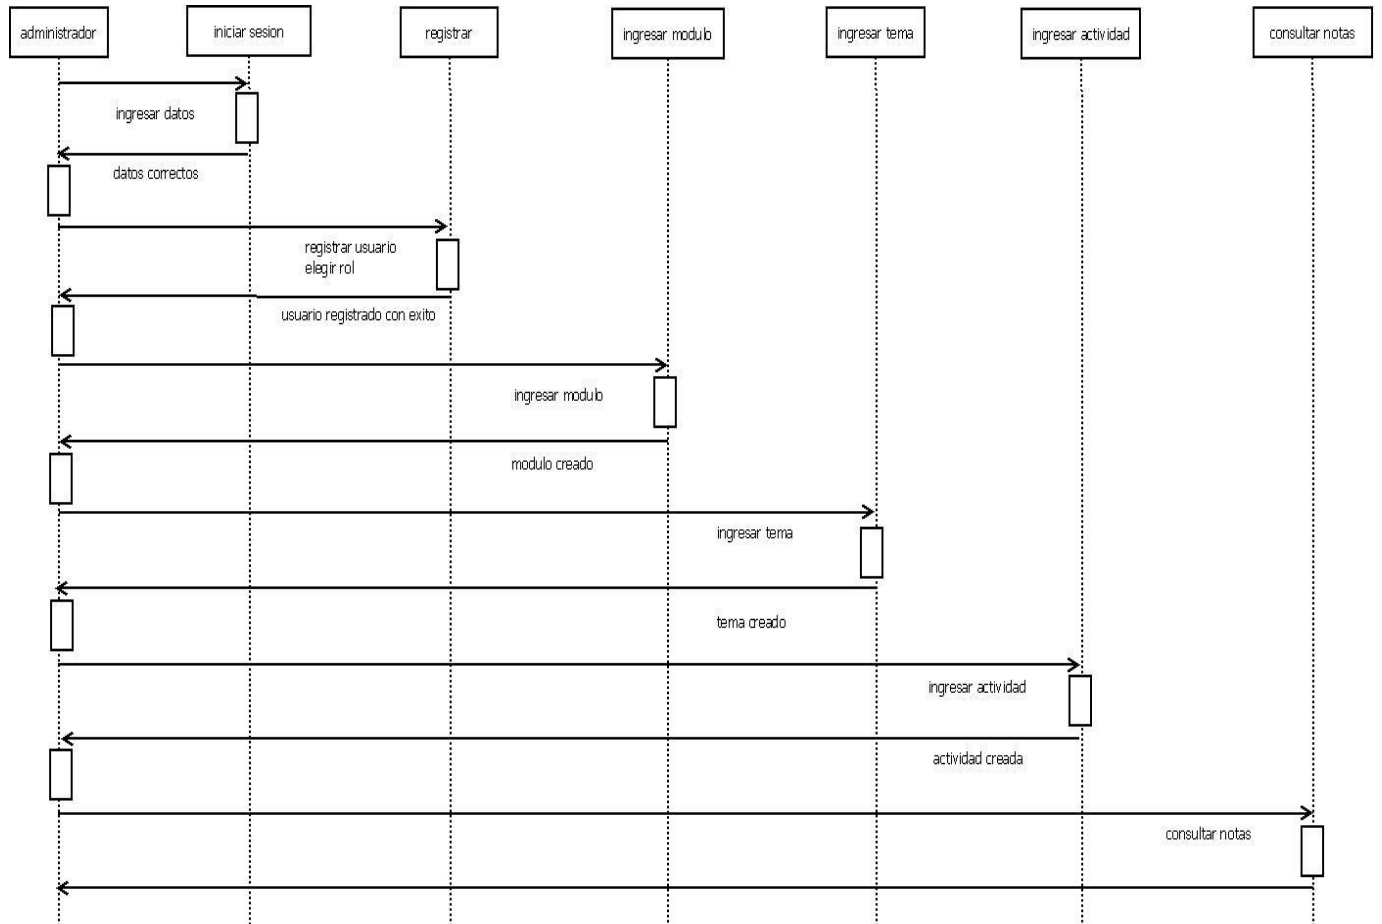 administrador
iniciar sesion
registrar
ingresar modulo
ingresar tema
ingresar actividad
consultar notas
ingresar datos
datos correctos
registrar usuario
elegir rol
usuario registrado con exito
ingresar modulo
modulo creado
ingresar tema
tema creado
ingresar actividad
actividad creada
consultar notas